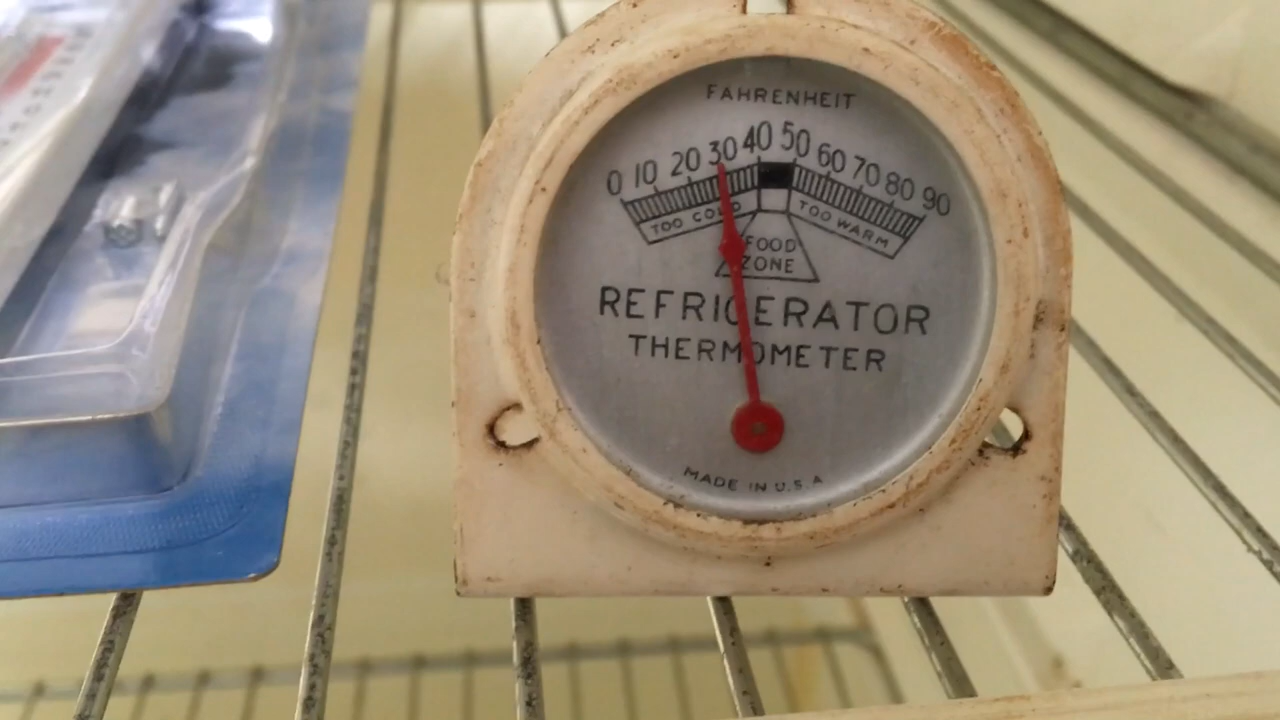 FAHRENHEIT
0 10 20 30 40 50 60 70 80 90
TOO COLD TOO WARM
FOOD
ZONE
REFRIGERATOR
THERMOMETER
MADE IN U.S.A